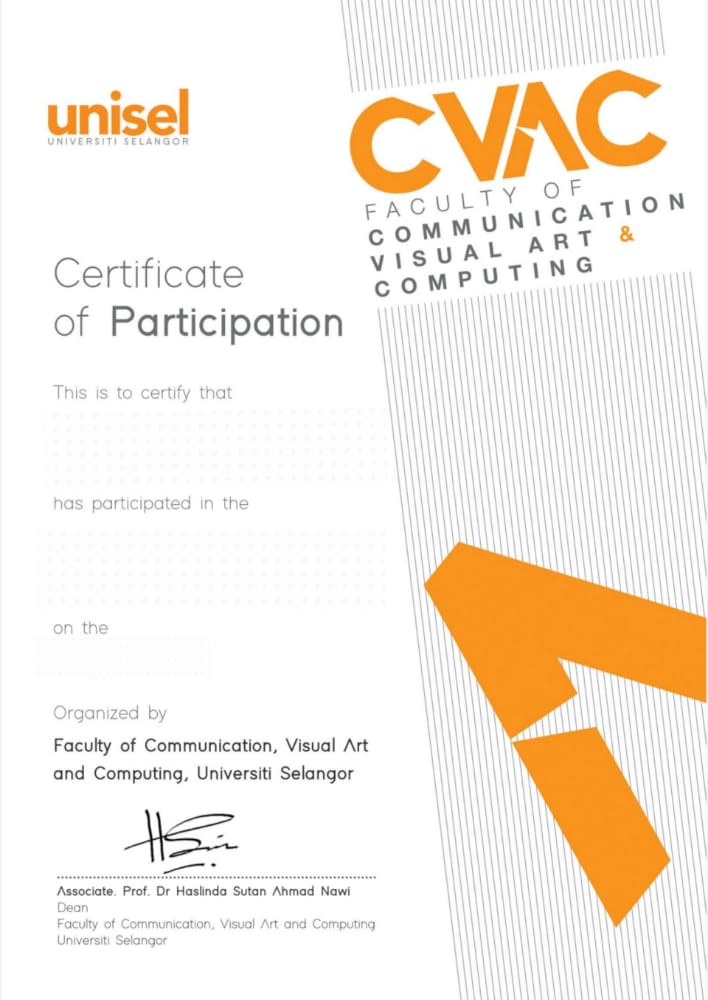 unisel
UNIVERSITI SELANGOR
CVAC
FACULTY OF
COMMUNICATION
VISUAL ART &
COMPUTING
Certificate
of Participation
This is to certify that
has participated in the
on the
Organized by
Faculty of Communication, Visual Art
and Computing, Universiti Selangor
Associate. Prof. Dr Haslinda Sutan Ahmad Nawi
Dean
Faculty of Communication, Visual Art and Computing
Universiti Selangor